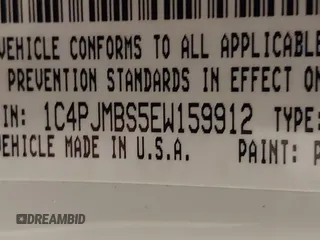 VEHICLE CONFORMS TO ALL APPLICABLE
PREVENTION STANDARDS IN EFFECT ON
IN: 1C4PJMBS5EW159912 TYPE:
VEHICLE MADE IN U.S.A. PAINT: P
DREAMBID